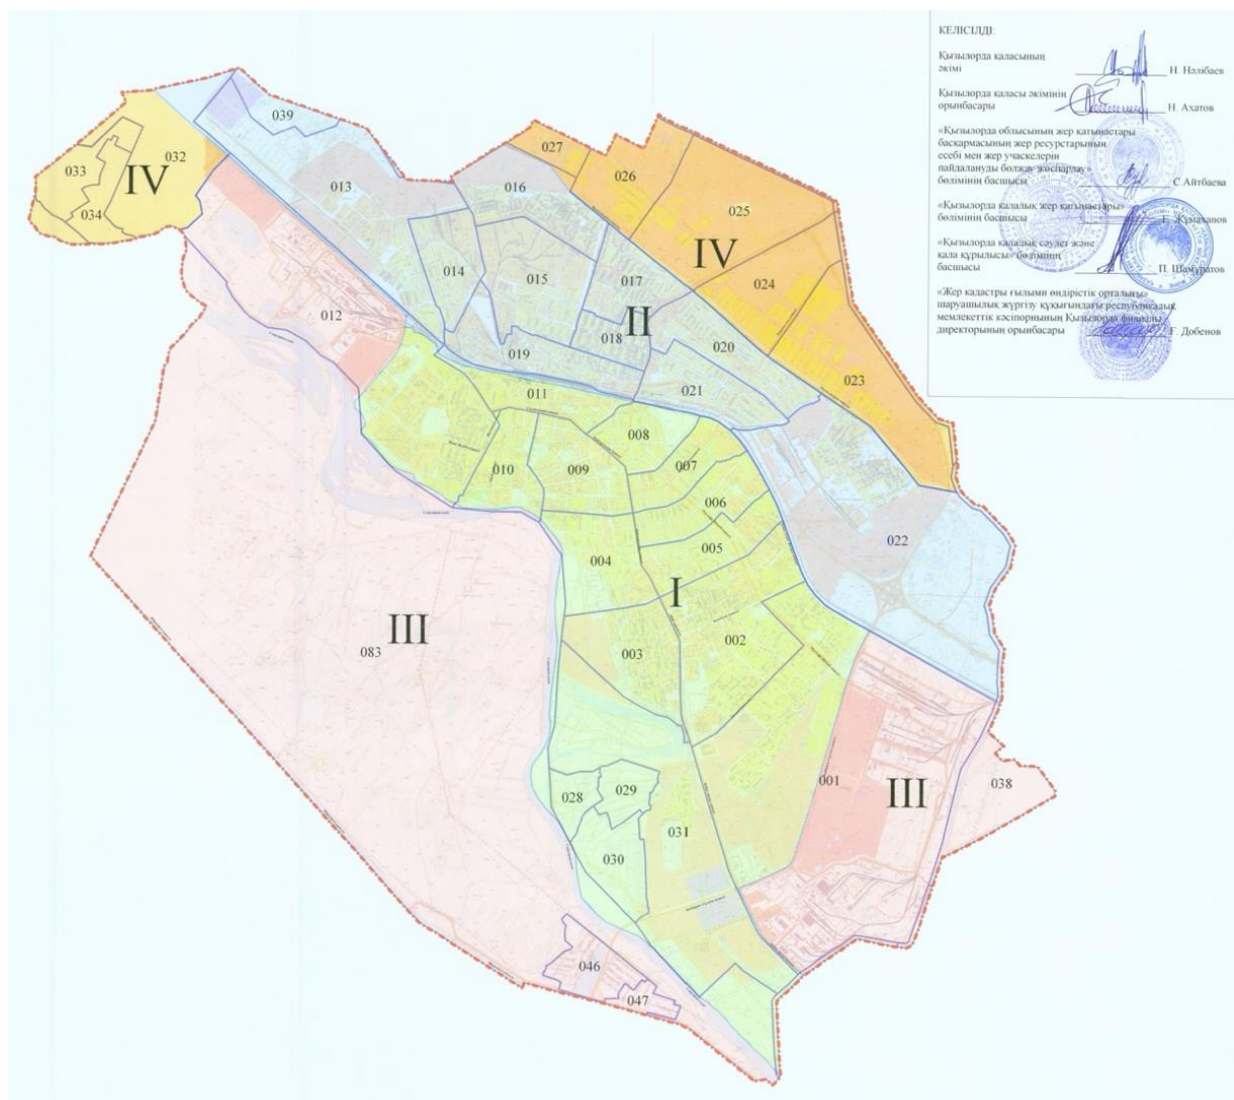 КЕЛІСІЛДІ:
Қызылорда қаласының
әкімі Н. Нәлібаев
Қызылорда қаласы әкімінің
орынбасары Н. Ахатов
«Қызылорда облысының жер қатынастары
басқармасының жер ресурстарының
есебі мен жер учаскелерін
пайдалануды болжау жоспарлау»
бөлімінің басшысы С.Айтбаева
«Қызылорда қалалық жер қатынастары»
бөлімінің басшысы Е. Жұмаханов
«Қызылорда қалалық сәулет және
қала құрылысы» бөлімінің
басшысы П. Шамуратов
«Жер кадастры ғылыми өндірістік орталығы»
шаруашылық жүргізу құқығындағы республикалық
мемлекеттік кәсіпорнының Қызылорда филиалы
директорының орынбасары Ғ. Добенов
039
027
032
033
IV
026
013
016
034
025
IV
014
015
017
024
012
II
018
020
019
023
021
011
008
007
010
009
006
022
005
004
I
III
002
083
003
001
038
III
028
029
031
030
046
047